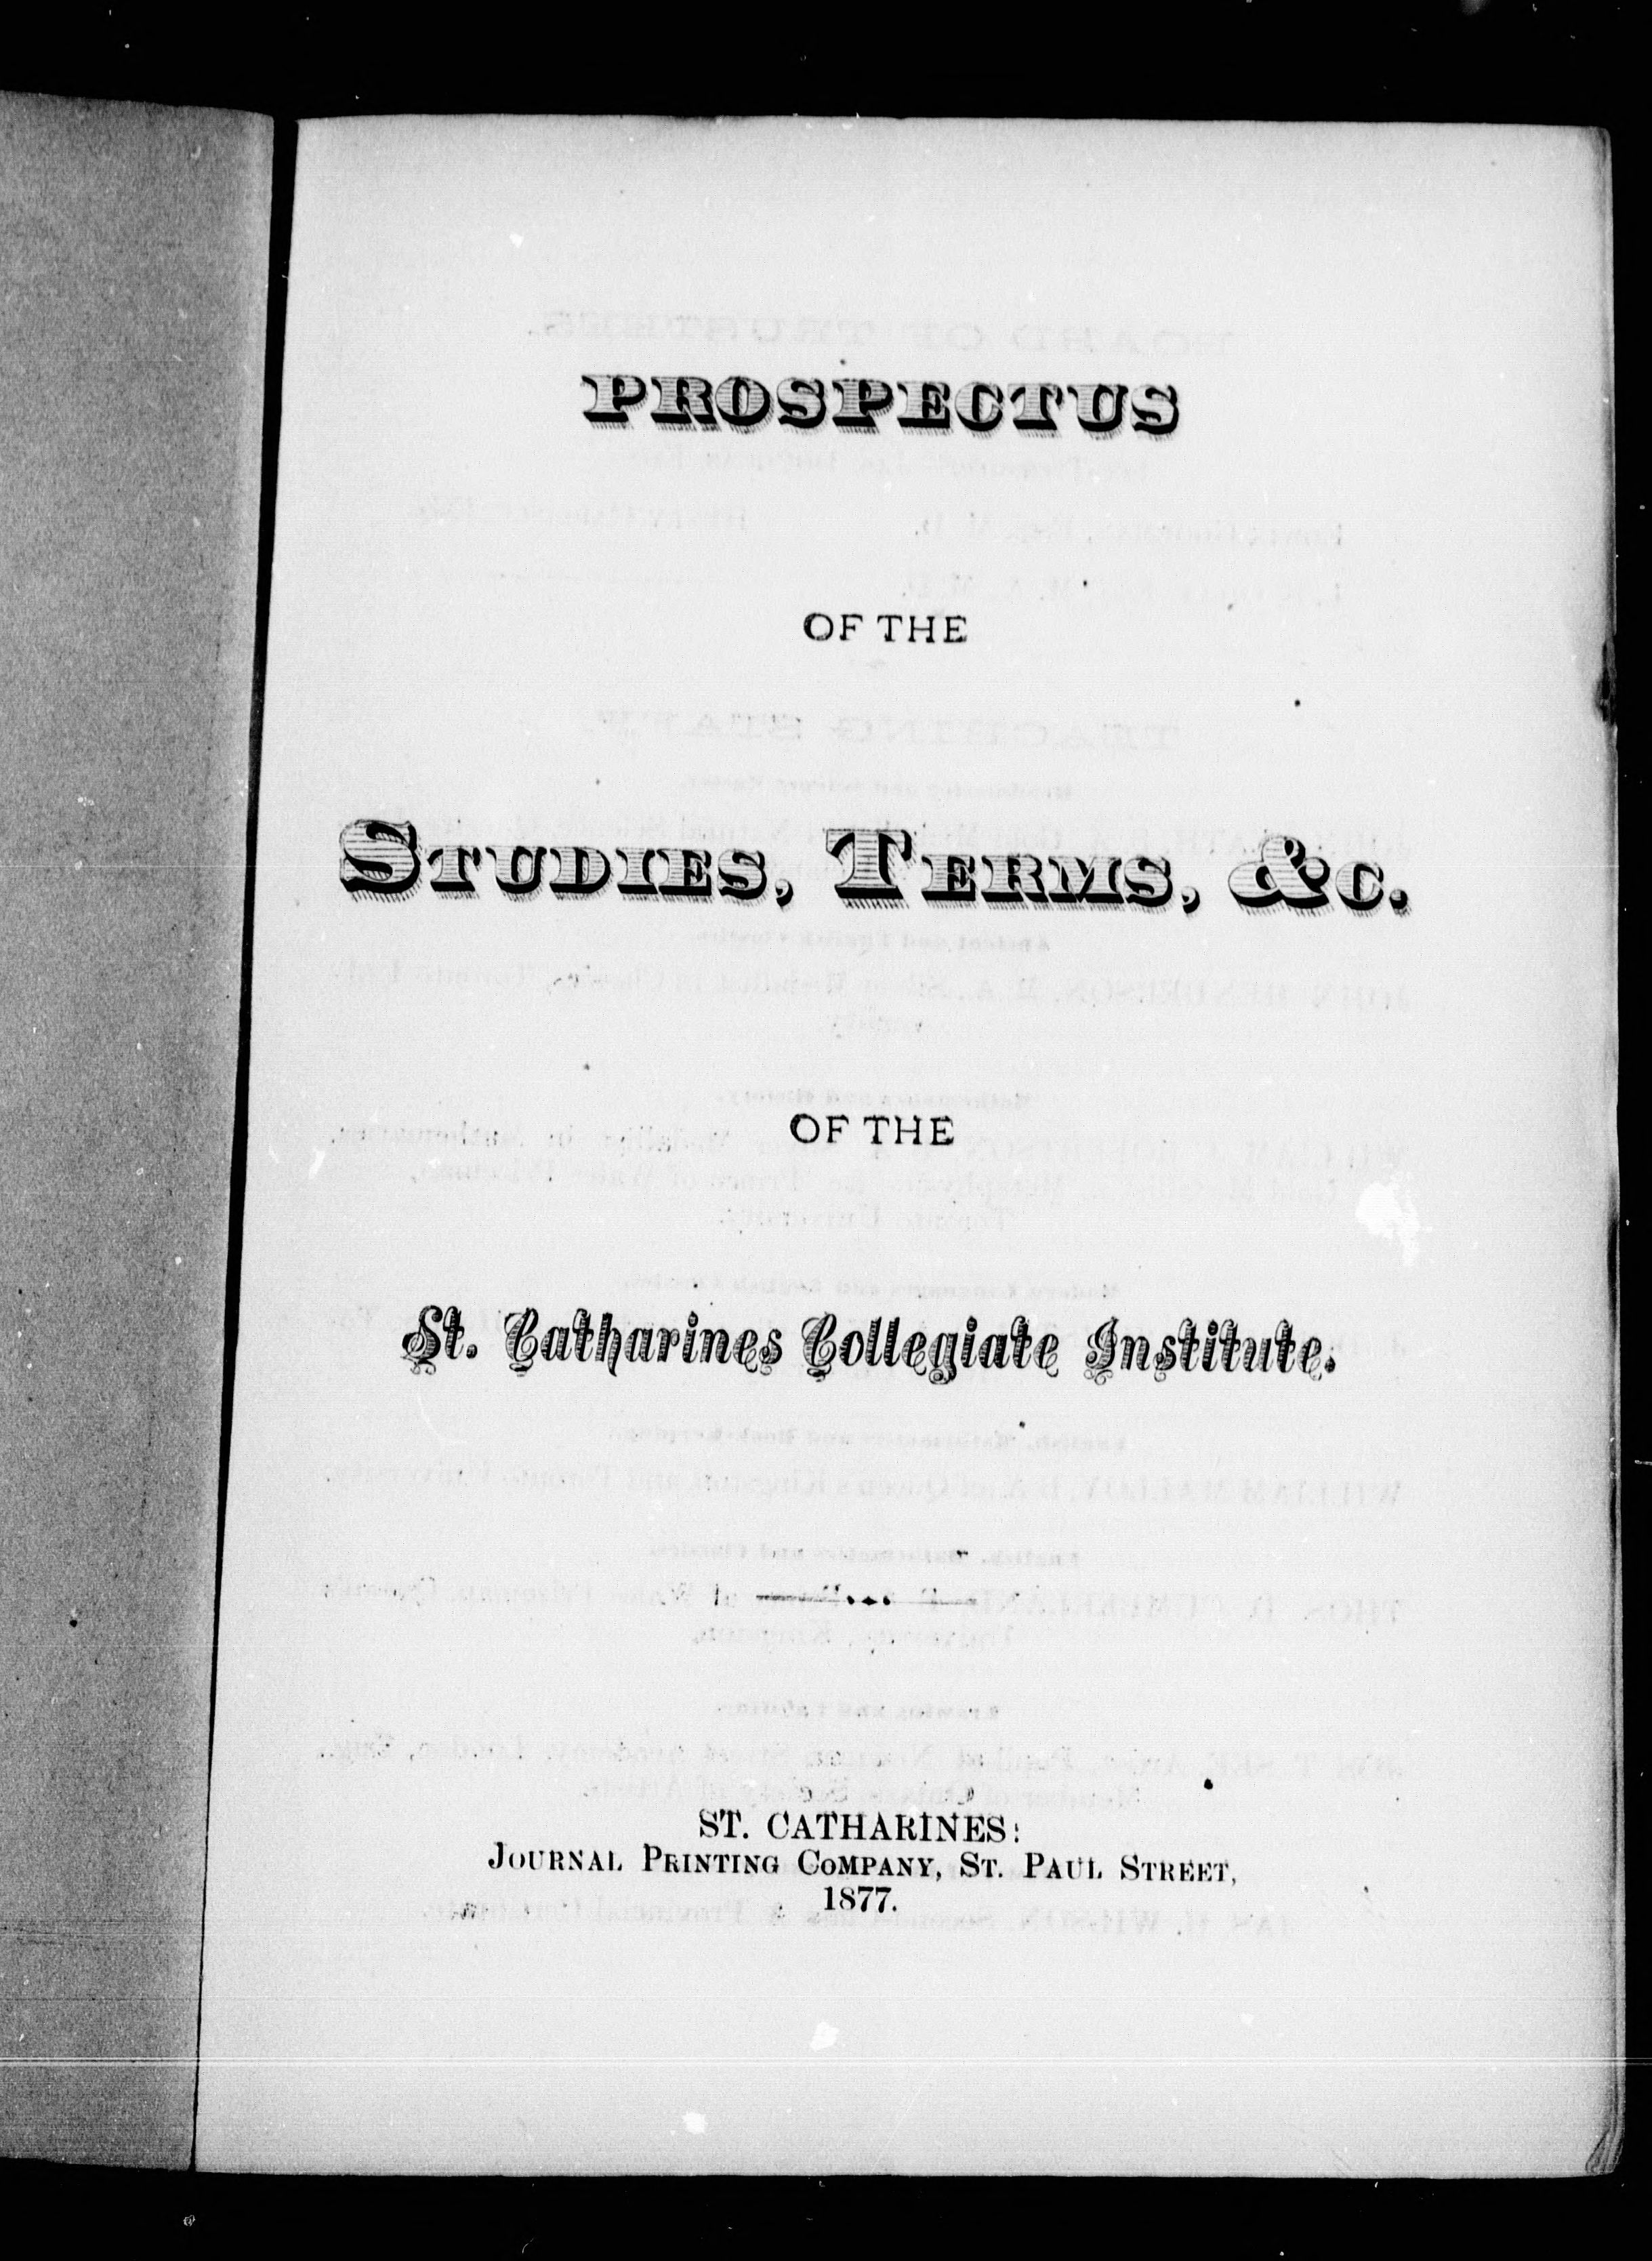 PROSPECTUS
OF THE
STUDIES, TERMS, &C.
OF THE
St. Catharines Collegiate Institute.
ST. CATHARINES:
JOURNAL PRINTING COMPANY, ST. PAUL STREET,
1877.